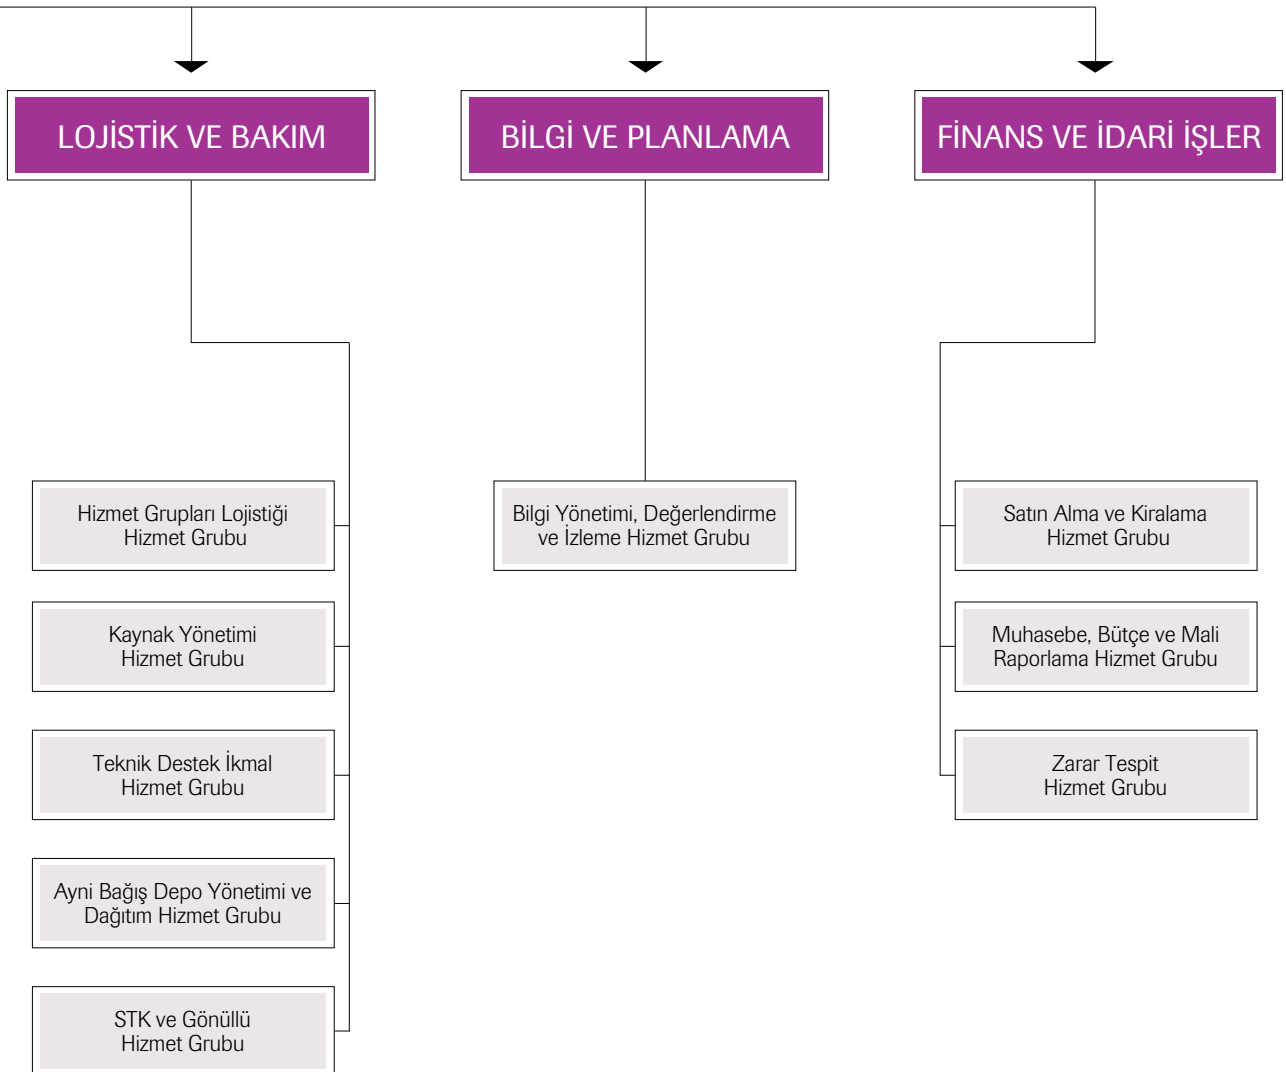 LOJİSTİK VE BAKIM
BİLGİ VE PLANLAMA
FİNANS VE İDARİ İŞLER
Hizmet Grupları Lojistiği
Hizmet Grubu
Kaynak Yönetimi
Hizmet Grubu
Teknik Destek İkmal
Hizmet Grubu
Ayni Bağış Depo Yönetimi ve
Dağıtım Hizmet Grubu
STK ve Gönüllü
Hizmet Grubu
Bilgi Yönetimi, Değerlendirme
ve İzleme Hizmet Grubu
Satın Alma ve Kiralama
Hizmet Grubu
Muhasebe, Bütçe ve Mali
Raporlama Hizmet Grubu
Zarar Tespit
Hizmet Grubu